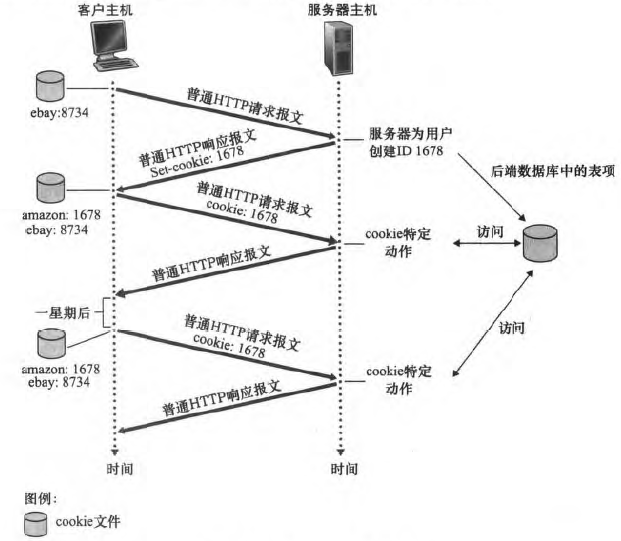 客户主机
服务器主机
普通HTTP请求报文
ebay:8734
服务器为用户
创建ID 1678
普通HTTP响应报文
Set-cookie: 1678
后端数据库中的表项
普通HTTP请求报文
cookie: 1678
amazon: 1678
ebay: 8734
cookie特定
动作
访问
普通HTTP响应报文
一星期后
普通HTTP请求报文
cookie: 1678
访问
amazon: 1678
ebay: 8734
cookie特定
动作
普通HTTP响应报文
时间
时间
图例:
cookie文件